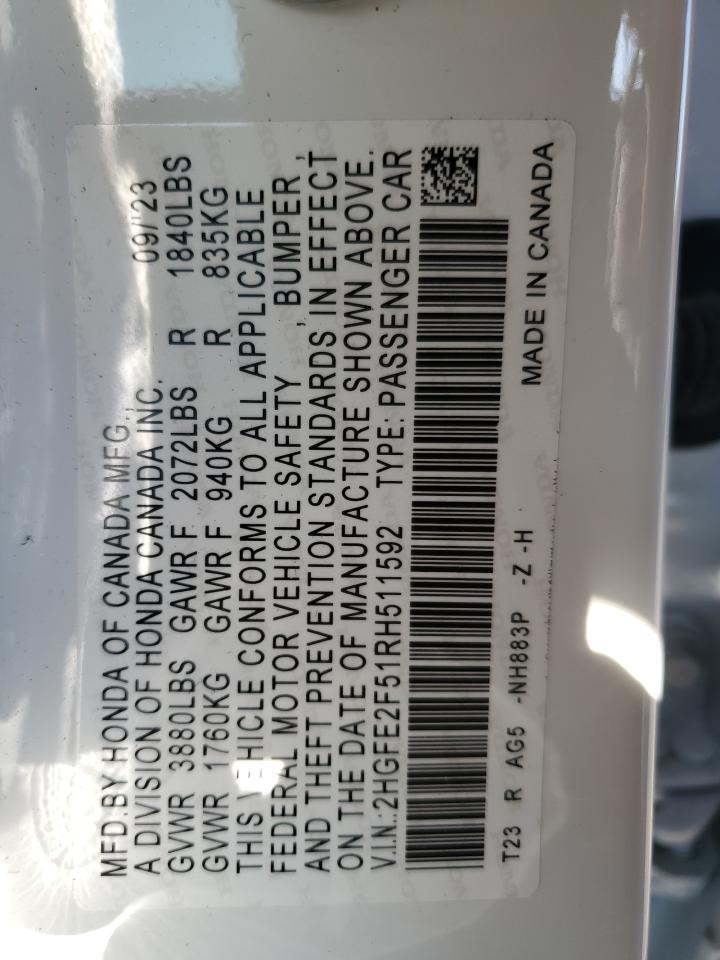 MFD.BY HONDA OF CANADA MFG.,
A DIVISION OF HONDA CANADA INC. 09/'23
GVWR 3880LBS GAWR F 2072LBS R 1840LBS
GVWR 1760KG GAWR F 940KG R 835KG
THIS VEHICLE CONFORMS TO ALL APPLICABLE
FEDERAL MOTOR VEHICLE SAFETY , BUMPER ,
AND THEFT PREVENTION STANDARDS IN EFFECT
ON THE DATE OF MANUFACTURE SHOWN ABOVE.
V.I.N.:2HGFE2F51RH511592 TYPE: PASSENGER CAR
T23 R AG5 -NH883P -Z -H MADE IN CANADA